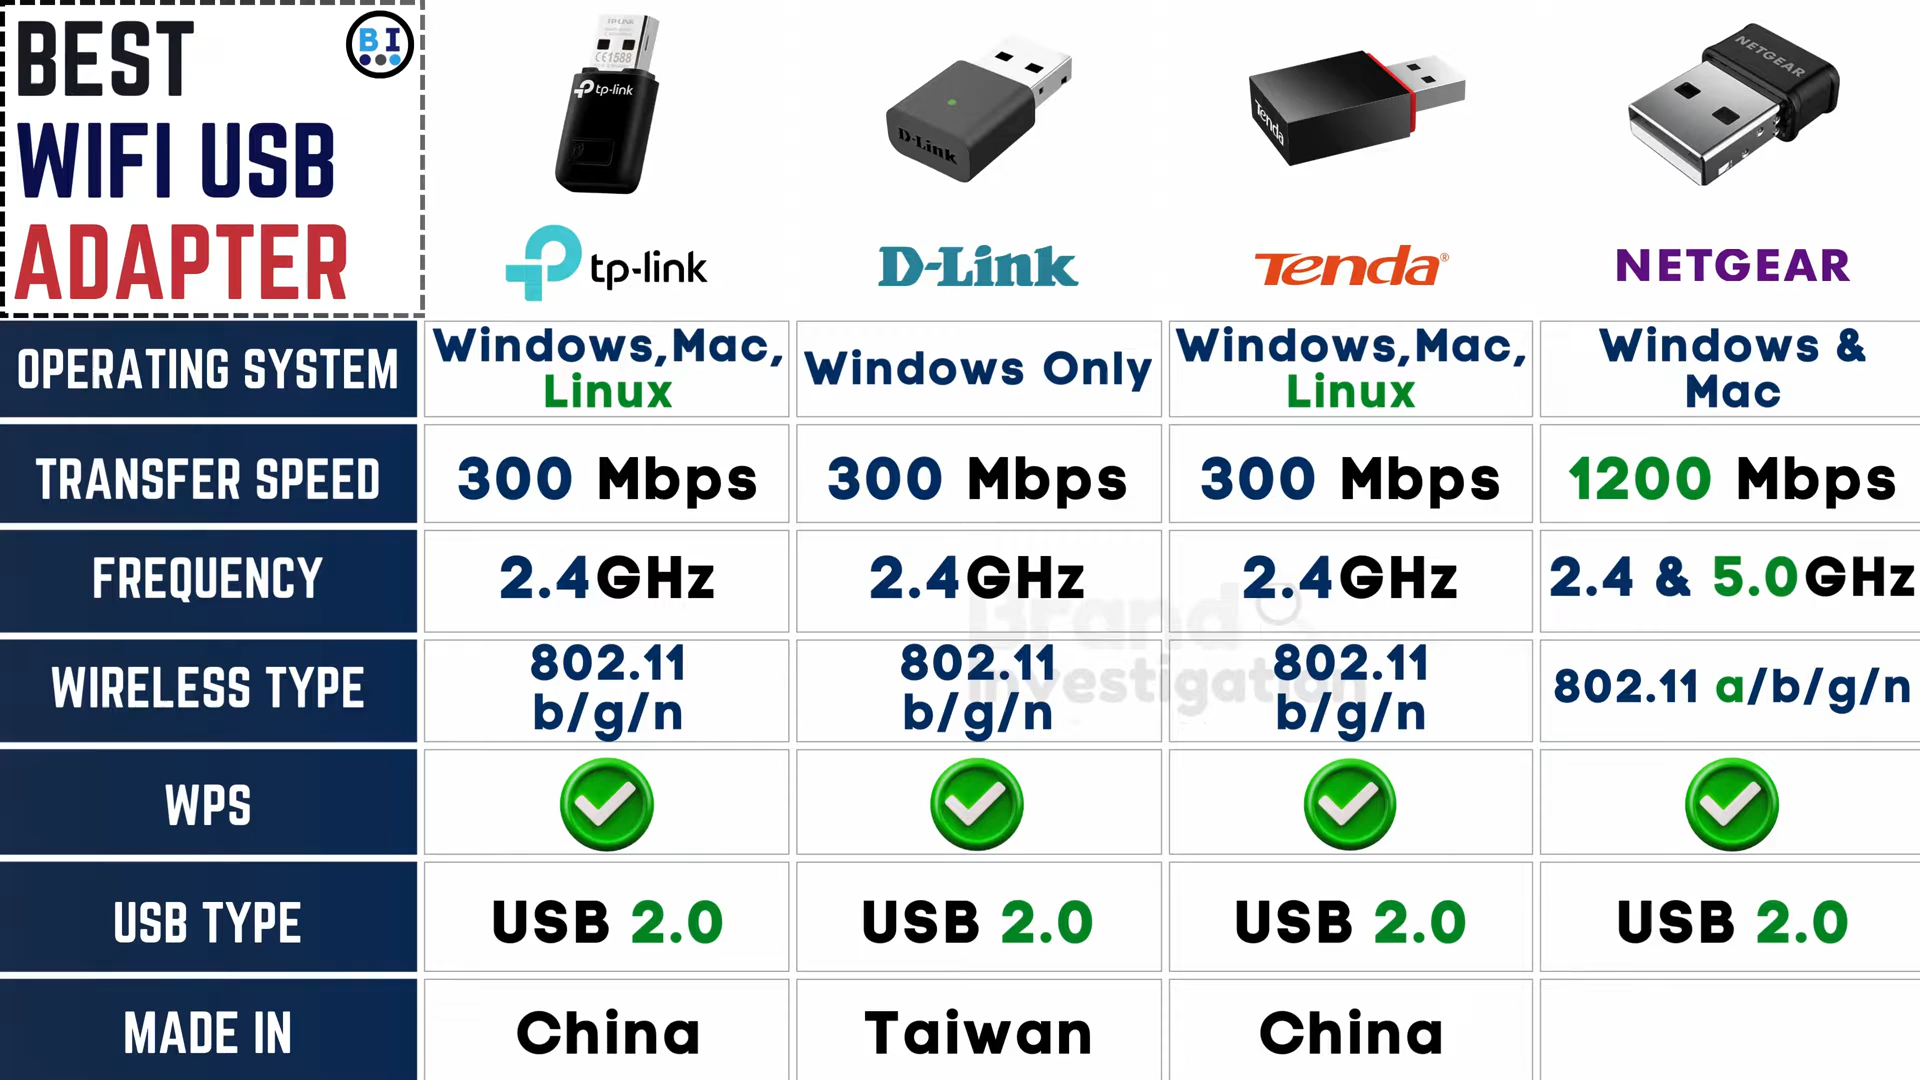 BEST
WIFI USB
ADAPTER
BI
TP-LINK
CE1588
tp-link
D-Link
Tenda
NETGEAR
tp-link
D-Link
Tenda®
NETGEAR
OPERATING SYSTEM
Windows,Mac,
Linux
Windows Only
Windows,Mac,
Linux
Windows &
Mac
TRANSFER SPEED
300 Mbps
300 Mbps
300 Mbps
1200 Mbps
FREQUENCY
2.4GHz
2.4GHz
2.4GHz
2.4 & 5.0GHz
Brand
Investigation
WIRELESS TYPE
802.11
b/g/n
802.11
b/g/n
802.11
b/g/n
802.11 a/b/g/n
WPS
USB TYPE
USB 2.0
USB 2.0
USB 2.0
USB 2.0
MADE IN
China
Taiwan
China